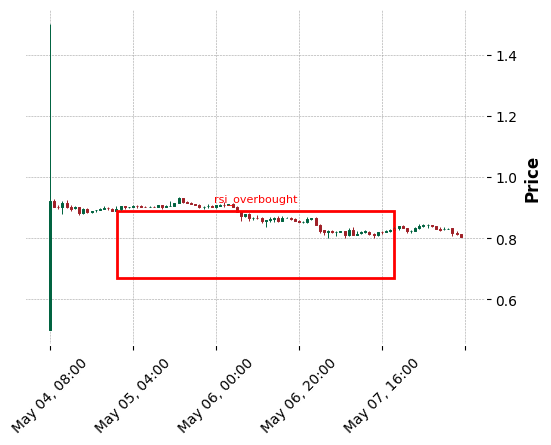 1.4
1.2
1.0
0.8
0.6
Price
rsi_overbought
May 04, 08:00
May 05, 04:00
May 06, 00:00
May 06, 20:00
May 07, 16:00